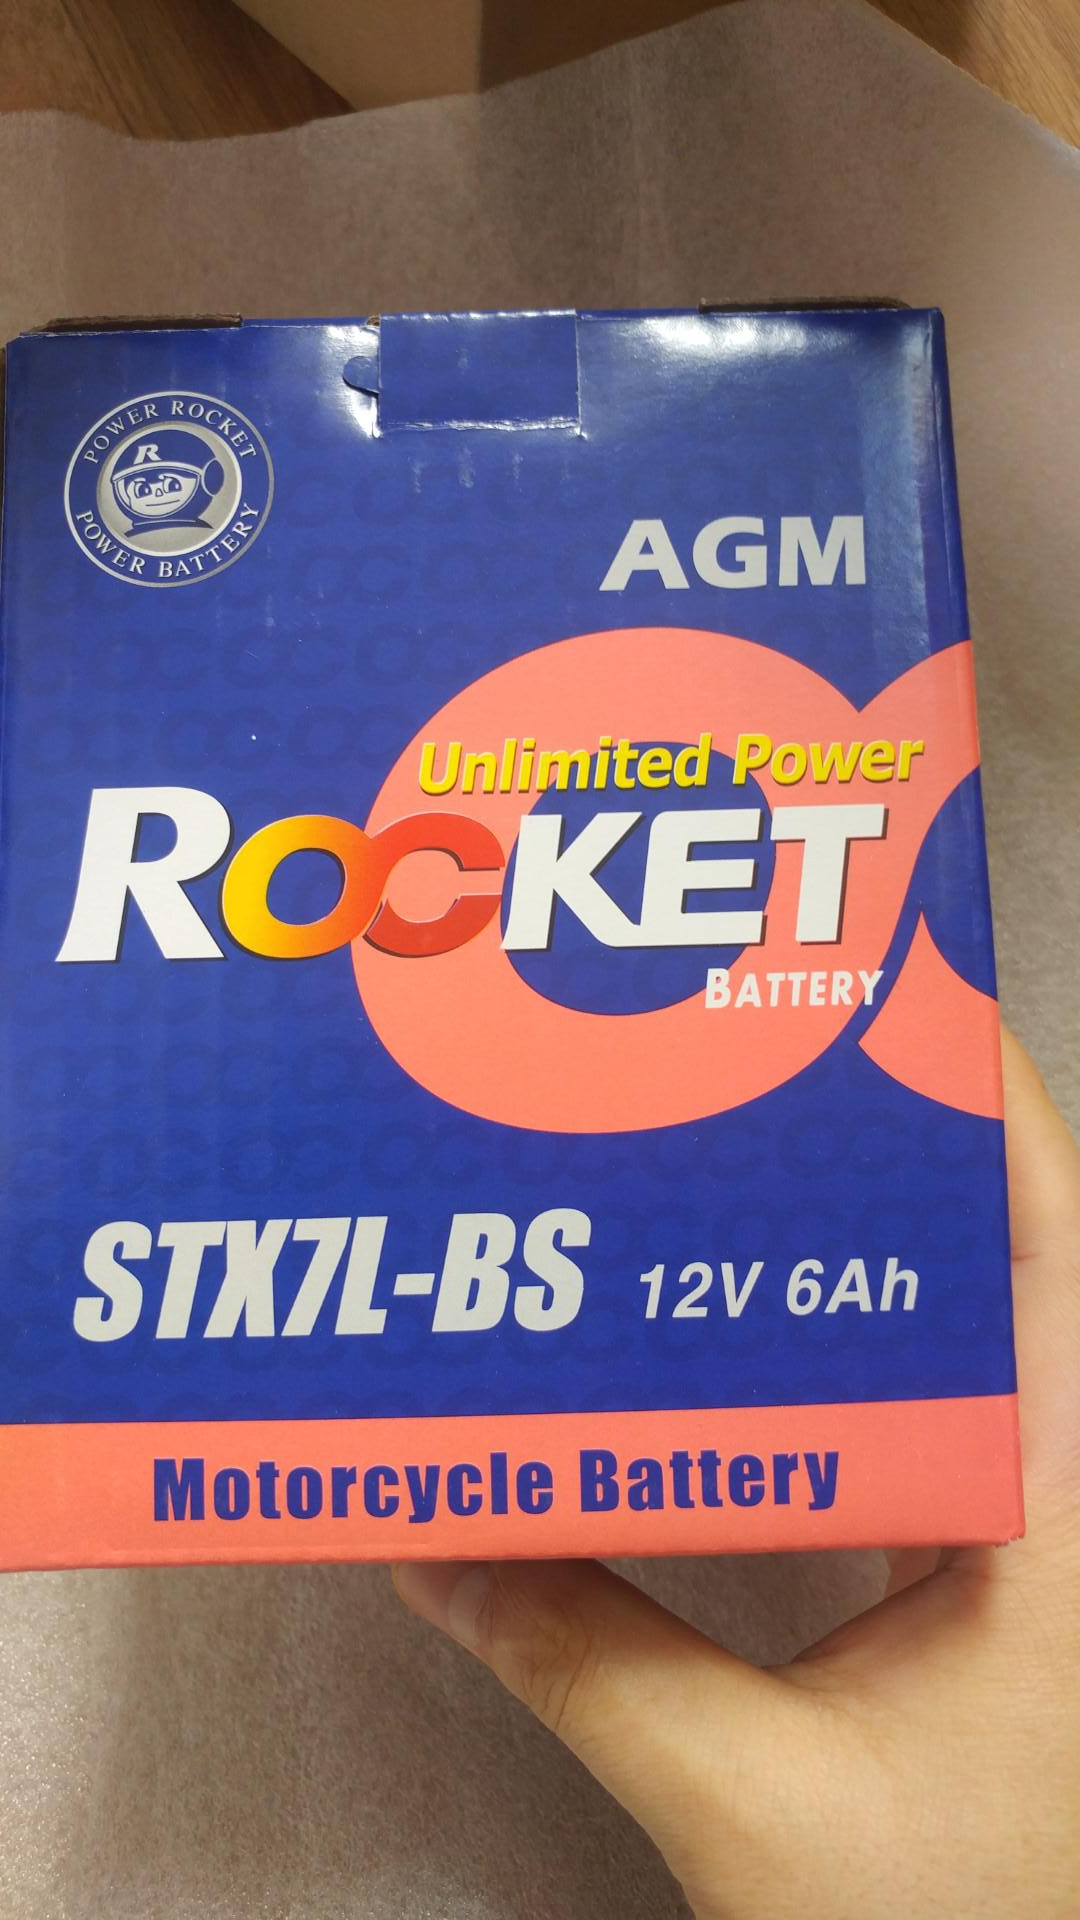 POWER ROCKET
R
POWER BATTERY
AGM
Unlimited Power
ROCKET
BATTERY
STX7L-BS 12V 6Ah
Motorcycle Battery